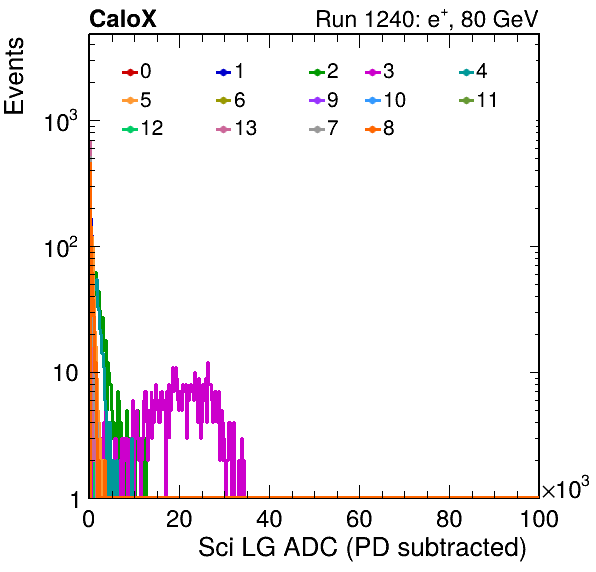 CaloX Run 1240: e⁺, 80 GeV
Events
0 1 2 3 4
5 6 9 10 11
12 13 7 8
10³
10²
10
1
0 20 40 60 80 100
×10³
Sci LG ADC (PD subtracted)